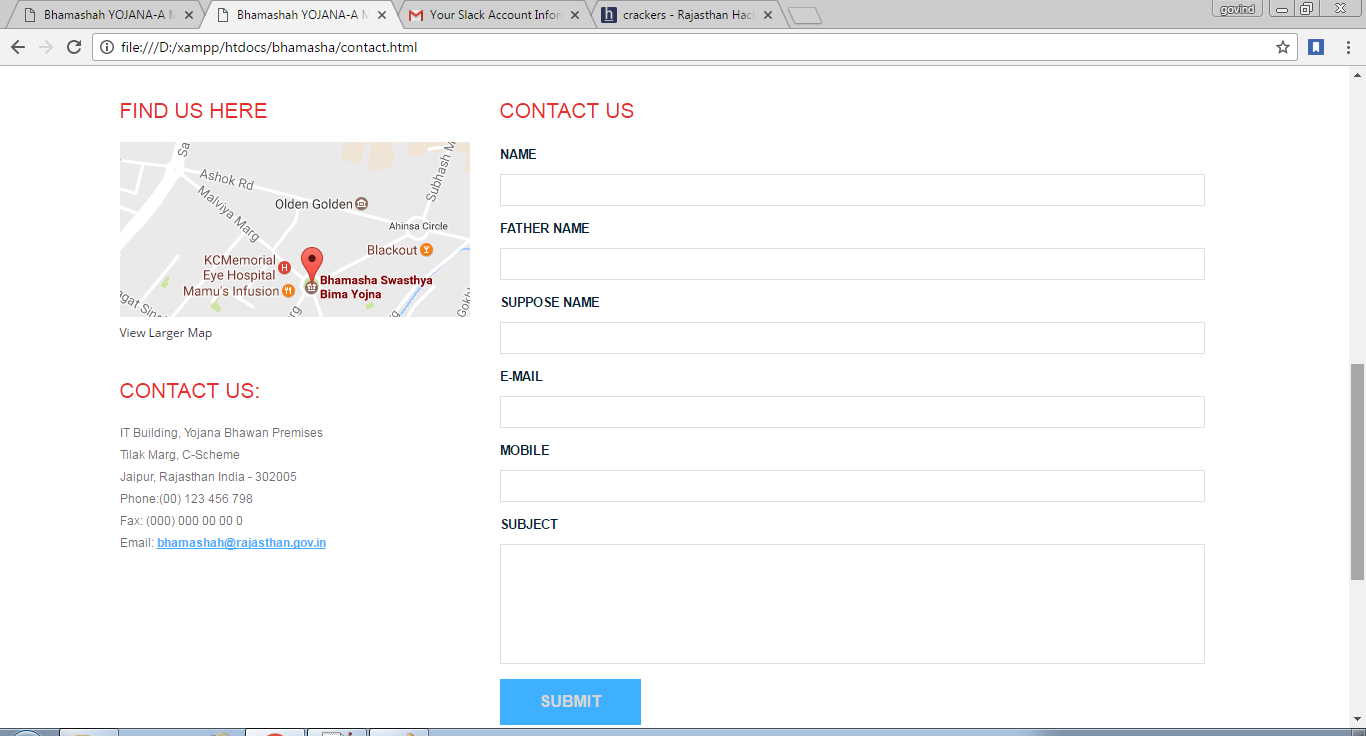 Bhamashah YOJANA-A M
Bhamashah YOJANA-A M
Your Slack Account Infor
crackers - Rajasthan Hac
govind
file:///D:/xampp/htdocs/bhamasha/contact.html
FIND US HERE
Ashok Rd
Malviya Marg
Subhash M
Olden Golden
Ahinsa Circle
Blackout
KCMemorial
Eye Hospital
Mamu's Infusion
Bhamasha Swasthya
Bima Yojna
View Larger Map
CONTACT US:
IT Building, Yojana Bhawan Premises
Tilak Marg, C-Scheme
Jaipur, Rajasthan India - 302005
Phone:(00) 123 456 798
Fax: (000) 000 00 00 0
Email: bhamashah@rajasthan.gov.in
CONTACT US
NAME
FATHER NAME
SUPPOSE NAME
E-MAIL
MOBILE
SUBJECT
SUBMIT